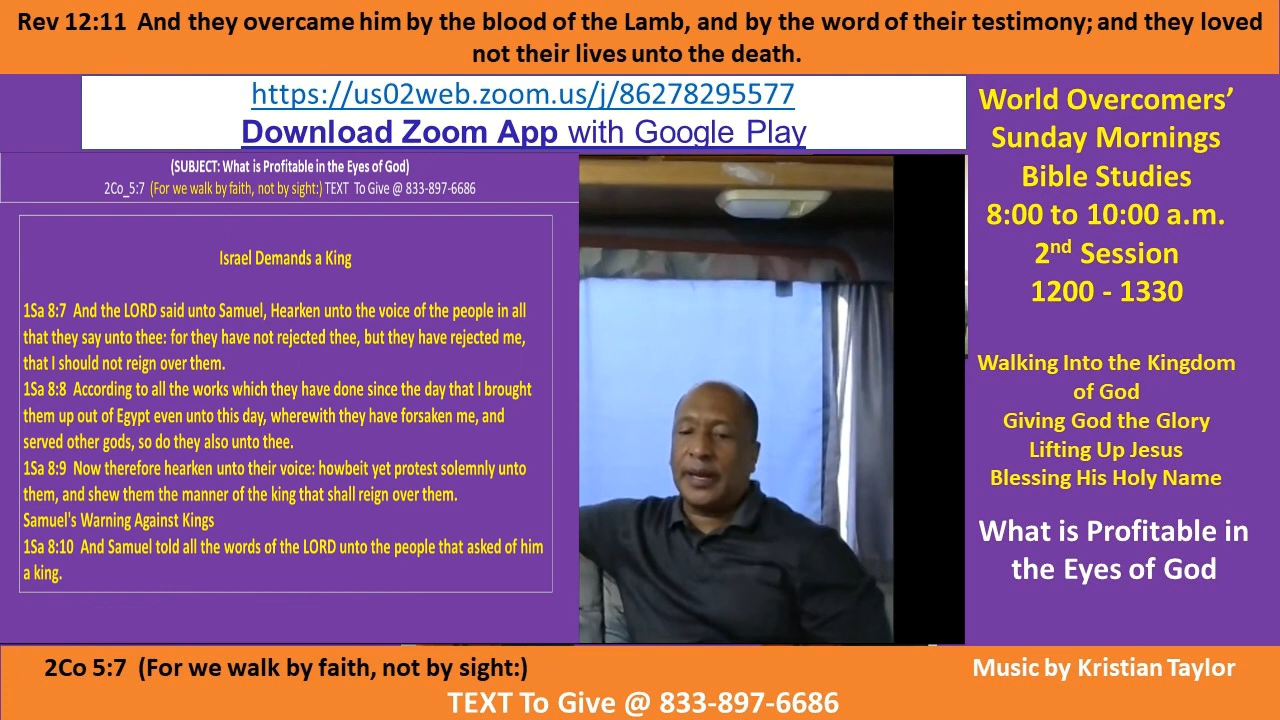 Rev 12:11  And they overcame him by the blood of the Lamb, and by the word of their testimony; and they loved
not their lives unto the death.
https://us02web.zoom.us/j/86278295577
Download Zoom App with Google Play
(SUBJECT: What is Profitable in the Eyes of God)
2Co_5:7  (For we walk by faith, not by sight:) TEXT  To Give @ 833-897-6686
Israel Demands a King
1Sa 8:7  And the LORD said unto Samuel, Hearken unto the voice of the people in all
that they say unto thee: for they have not rejected thee, but they have rejected me,
that I should not reign over them.
1Sa 8:8  According to all the works which they have done since the day that I brought
them up out of Egypt even unto this day, wherewith they have forsaken me, and
served other gods, so do they also unto thee.
1Sa 8:9  Now therefore hearken unto their voice: howbeit yet protest solemnly unto
them, and shew them the manner of the king that shall reign over them.
Samuel's Warning Against Kings
1Sa 8:10  And Samuel told all the words of the LORD unto the people that asked of him
a king.
World Overcomers’
Sunday Mornings
Bible Studies
8:00 to 10:00 a.m.
2nd Session
1200 - 1330
Walking Into the Kingdom
of God
Giving God the Glory
Lifting Up Jesus
Blessing His Holy Name
What is Profitable in
the Eyes of God
2Co 5:7  (For we walk by faith, not by sight:)
Music by Kristian Taylor
TEXT To Give @ 833-897-6686